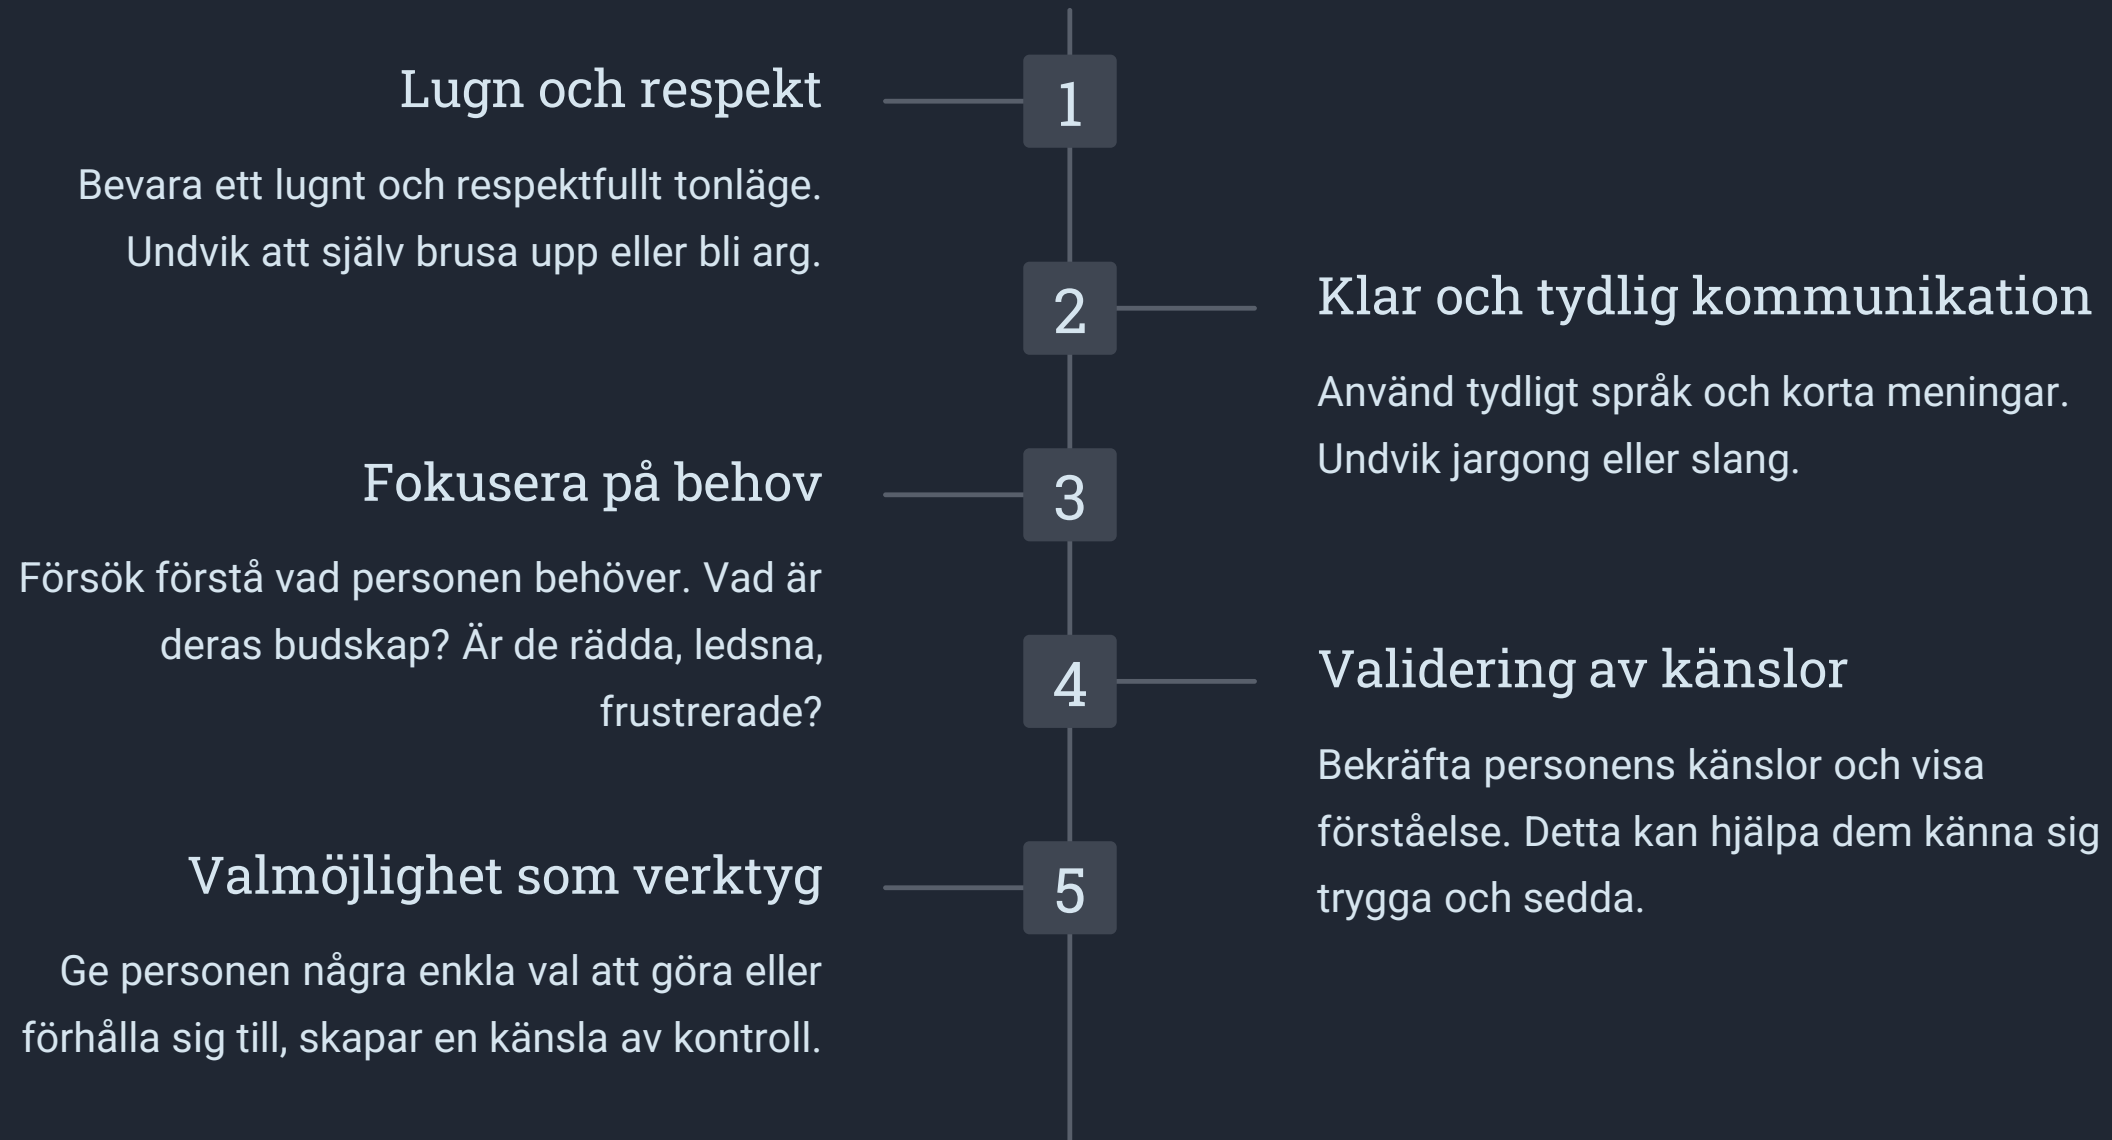 1
Lugn och respekt
Bevara ett lugnt och respektfullt tonläge.
Undvik att själv brusa upp eller bli arg.
2
Klar och tydlig kommunikation
Använd tydligt språk och korta meningar.
Undvik jargong eller slang.
3
Fokusera på behov
Försök förstå vad personen behöver. Vad är
deras budskap? Är de rädda, ledsna,
frustrerade?
4
Validering av känslor
Bekräfta personens känslor och visa
förståelse. Detta kan hjälpa dem känna sig
trygga och sedda.
5
Valmöjlighet som verktyg
Ge personen några enkla val att göra eller
förhålla sig till, skapar en känsla av kontroll.